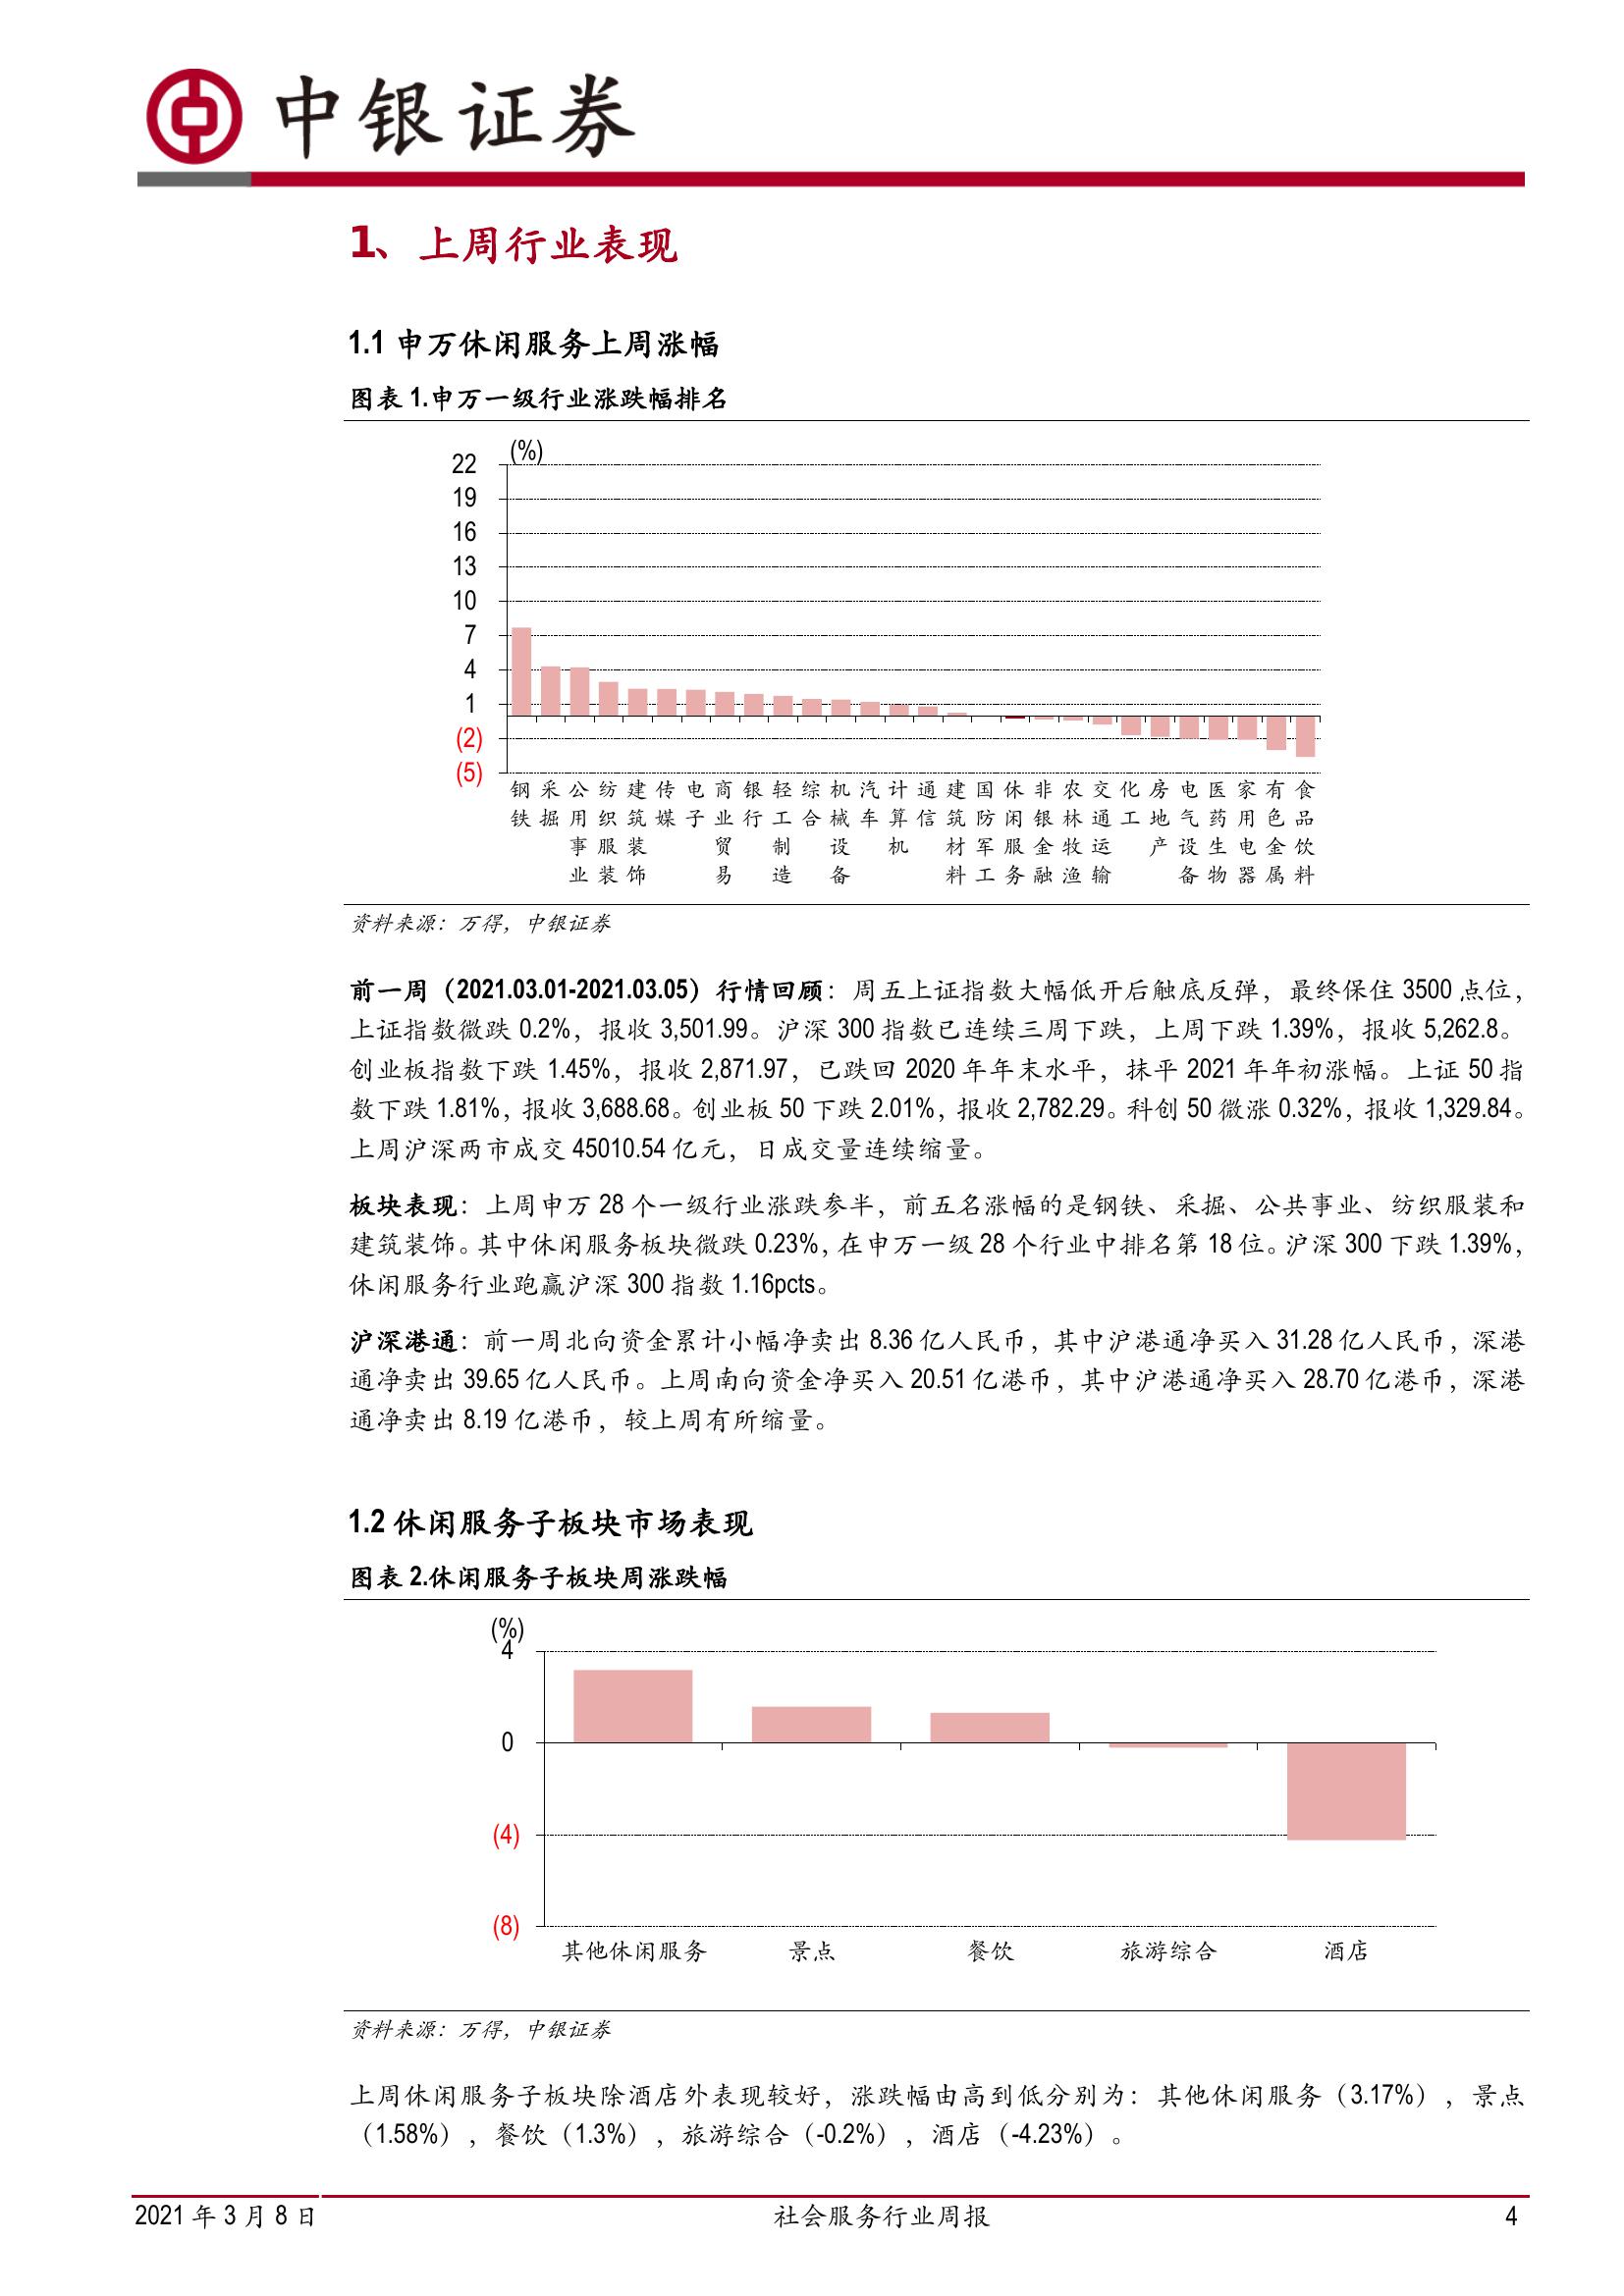 中银证券
1、上周行业表现
1.1 申万休闲服务上周涨幅
图表 1.申万一级行业涨跌幅排名
(%)
22
19
16
13
10
7
4
1
(2)
(5)
钢铁 采掘 公用事业 纺织服装 建筑装饰 传媒 电子 商业贸易 银行 轻工制造 综合 机械设备 汽车 计算机 通信 建筑材料 国防军工 休闲服务 非银金融 农林牧渔 交通运输 化工 房地产 电气设备 医药生物 家用电器 有色金属 食品饮料
资料来源：万得，中银证券
前一周（2021.03.01-2021.03.05）行情回顾：周五上证指数大幅低开后触底反弹，最终保住 3500 点位，
上证指数微跌 0.2%，报收 3,501.99。沪深 300 指数已连续三周下跌，上周下跌 1.39%，报收 5,262.8。
创业板指数下跌 1.45%，报收 2,871.97，已跌回 2020 年年末水平，抹平 2021 年年初涨幅。上证 50 指
数下跌 1.81%，报收 3,688.68。创业板 50 下跌 2.01%，报收 2,782.29。科创 50 微涨 0.32%，报收 1,329.84。
上周沪深两市成交 45010.54 亿元，日成交量连续缩量。
板块表现：上周申万 28 个一级行业涨跌参半，前五名涨幅的是钢铁、采掘、公共事业、纺织服装和
建筑装饰。其中休闲服务板块微跌 0.23%，在申万一级 28 个行业中排名第 18 位。沪深 300 下跌 1.39%，
休闲服务行业跑赢沪深 300 指数 1.16pcts。
沪深港通：前一周北向资金累计小幅净卖出 8.36 亿人民币，其中沪港通净买入 31.28 亿人民币，深港
通净卖出 39.65 亿人民币。上周南向资金净买入 20.51 亿港币，其中沪港通净买入 28.70 亿港币，深港
通净卖出 8.19 亿港币，较上周有所缩量。
1.2 休闲服务子板块市场表现
图表 2.休闲服务子板块周涨跌幅
(%)
4
0
(4)
(8)
其他休闲服务 景点 餐饮 旅游综合 酒店
资料来源：万得，中银证券
上周休闲服务子板块除酒店外表现较好，涨跌幅由高到低分别为：其他休闲服务（3.17%），景点
（1.58%），餐饮（1.3%），旅游综合（-0.2%），酒店（-4.23%）。
2021 年 3 月 8 日 社会服务行业周报 4